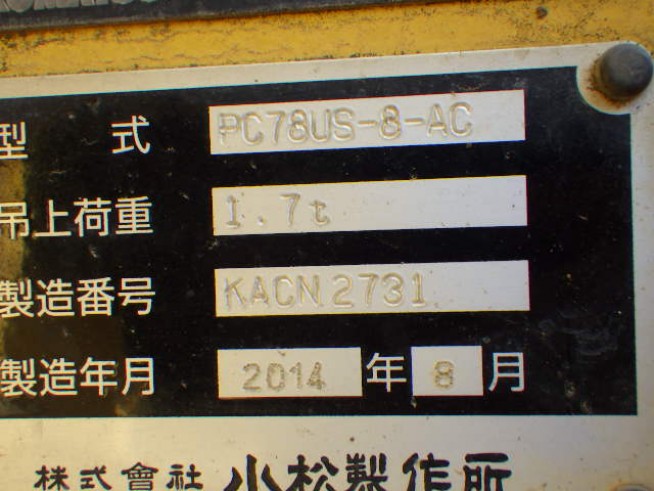 型 式 PC78US-8-AC
吊上荷重 1.7t
製造番号 KACN 2731
製造年月 2014 年 8 月
株式會社 小松製作所